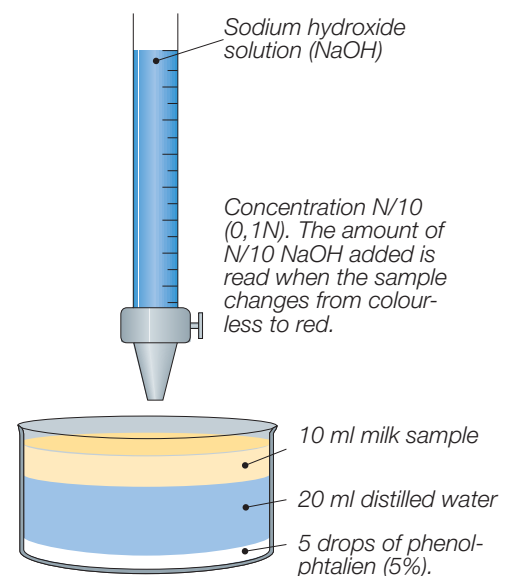 Sodium hydroxide
solution (NaOH)
Concentration N/10
(0,1N). The amount of
N/10 NaOH added is
read when the sample
changes from colour-
less to red.
10 ml milk sample
20 ml distilled water
5 drops of phenol-
phtalien (5%).